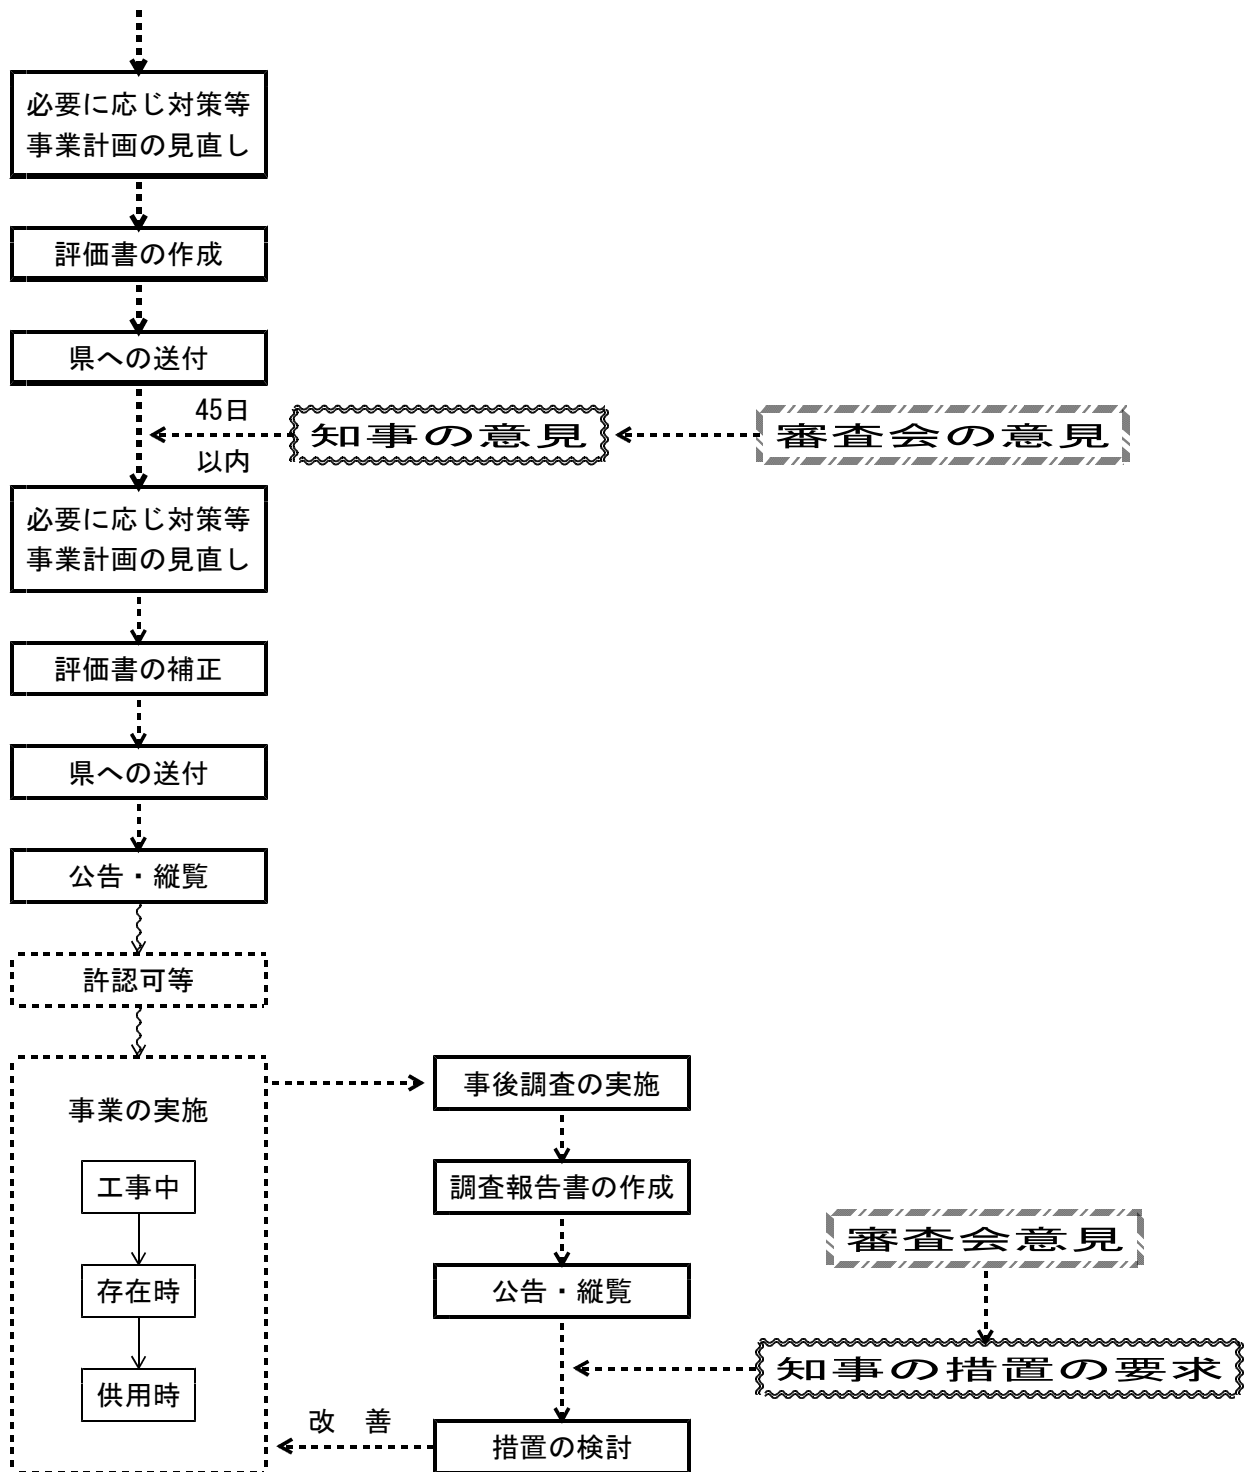 必要に応じ対策等
事業計画の見直し
評価書の作成
県への送付
45日
以内
知事の意見
審査会の意見
必要に応じ対策等
事業計画の見直し
評価書の補正
県への送付
公告・縦覧
許認可等
事業の実施
工事中
存在時
供用時
事後調査の実施
調査報告書の作成
公告・縦覧
審査会意見
知事の措置の要求
改　善
措置の検討